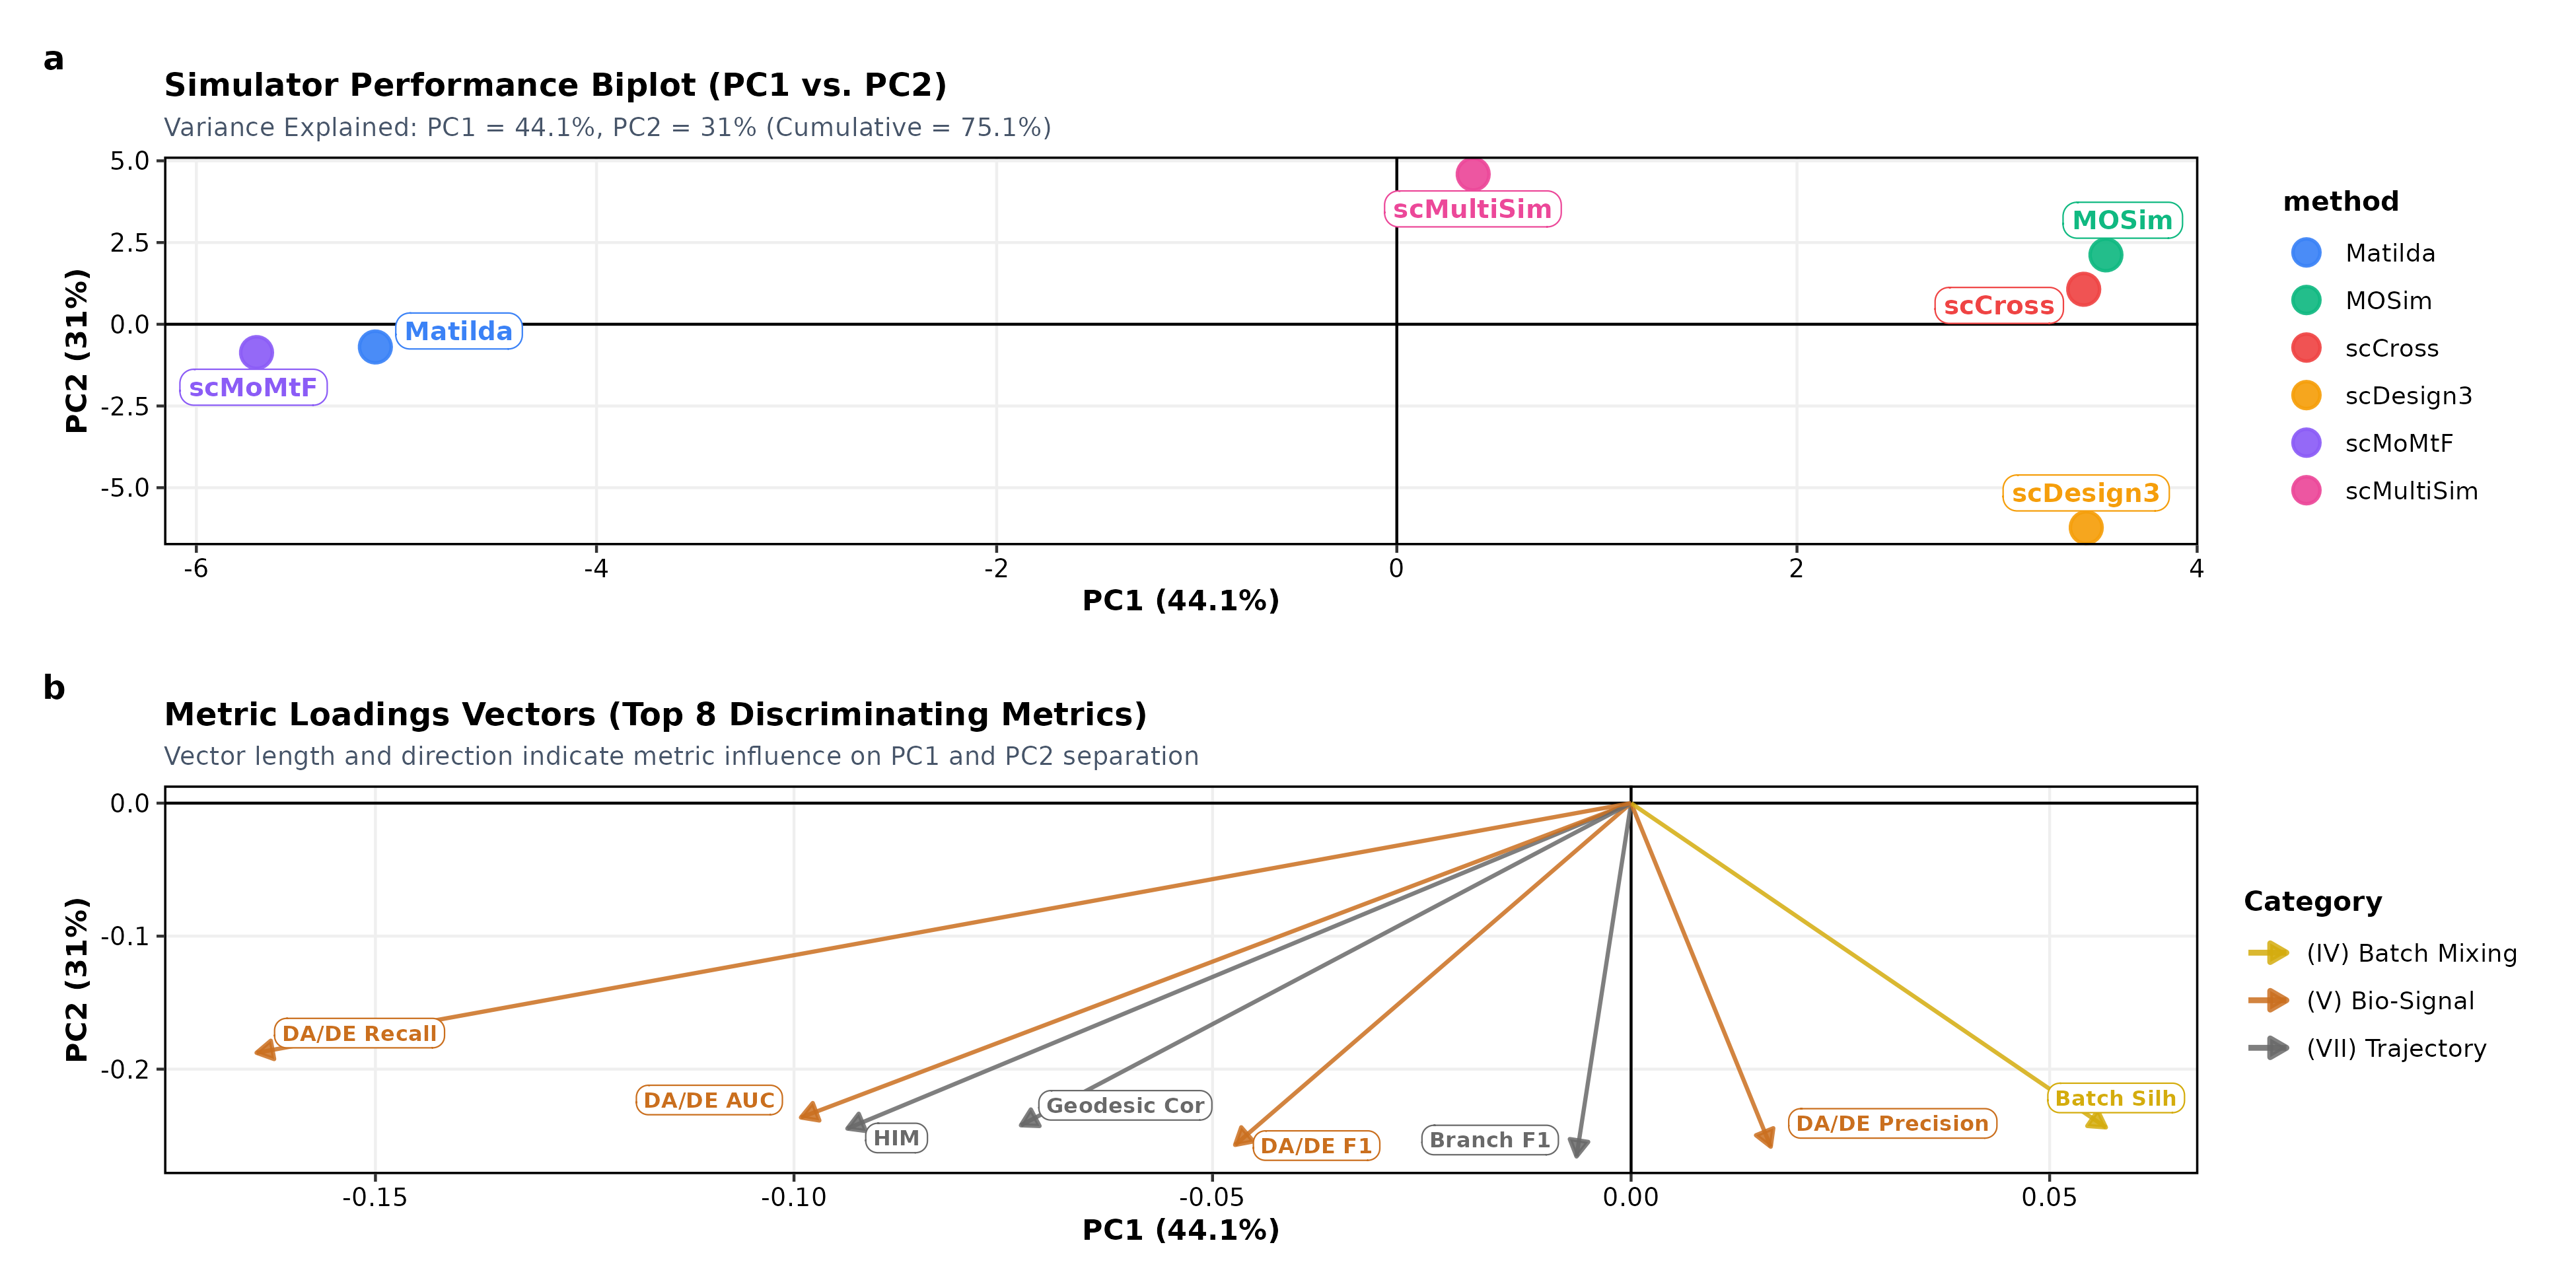 a
Simulator Performance Biplot (PC1 vs. PC2)
Variance Explained: PC1 = 44.1%, PC2 = 31% (Cumulative = 75.1%)
PC2 (31%)
5.0
2.5
0.0
-2.5
-5.0
scMultiSim
MOSim
scCross
Matilda
scMoMtF
scDesign3
-6
-4
-2
0
2
4
PC1 (44.1%)
method
Matilda
MOSim
scCross
scDesign3
scMoMtF
scMultiSim
b
Metric Loadings Vectors (Top 8 Discriminating Metrics)
Vector length and direction indicate metric influence on PC1 and PC2 separation
PC2 (31%)
0.0
-0.1
-0.2
DA/DE Recall
DA/DE AUC
HIM
Geodesic Cor
DA/DE F1
Branch F1
DA/DE Precision
Batch Silh
-0.15
-0.10
-0.05
0.00
0.05
PC1 (44.1%)
Category
(IV) Batch Mixing
(V) Bio-Signal
(VII) Trajectory